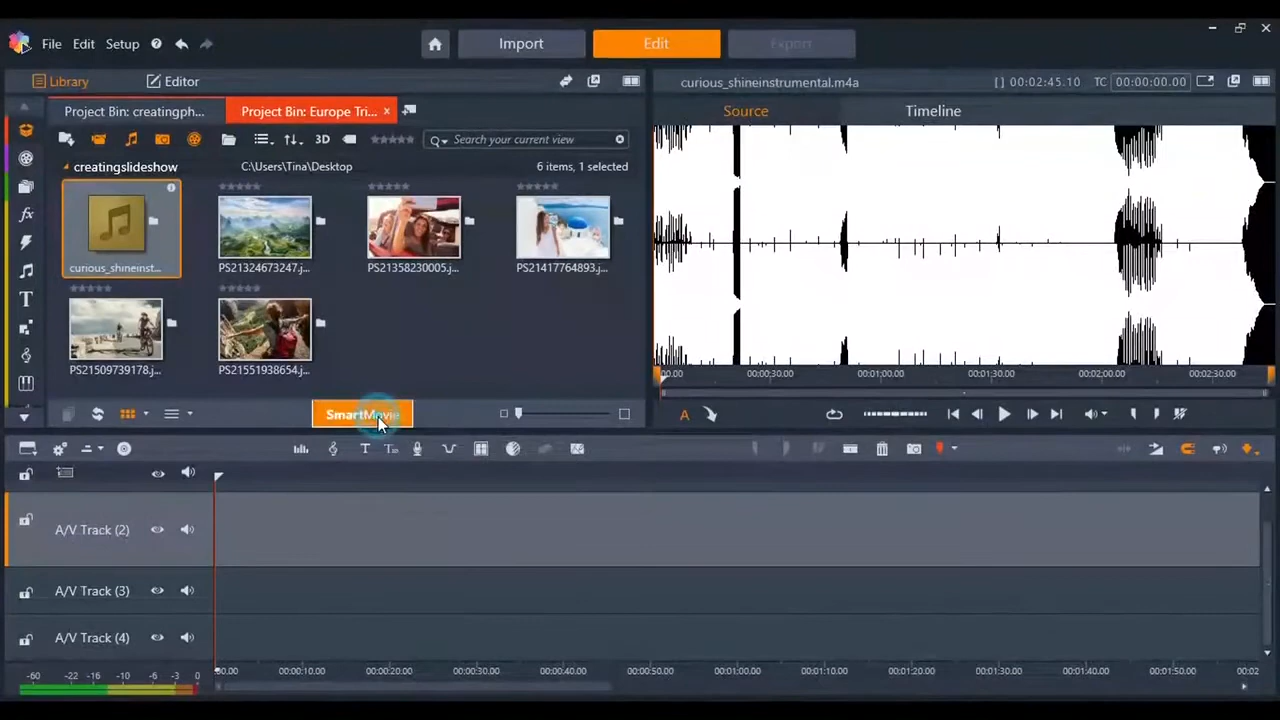 File Edit Setup
Import Edit Export
Library Editor
curious_shineinstrumental.m4a [] 00:02:45.10 TC 00:00:00.00
Project Bin: creatingph... Project Bin: Europe Tri... ×
Source Timeline
3D Search your current view
creatingslideshow C:\Users\Tina\Desktop 6 items, 1 selected
curious_shineinst... PS21324673247.j... PS21358230005.j... PS21417764893.j...
PS21509739178.j... PS21551938654.j...
00.00 00:00:30.00 00:01:00.00 00:01:30.00 00:02:00.00 00:02:30.00
SmartMovie
A
A/V Track (2)
A/V Track (3)
A/V Track (4)
-60 -22 -16 -10 -6 -3 0
00.00 00:00:10.00 00:00:20.00 00:00:30.00 00:00:40.00 00:00:50.00 00:01:00.00 00:01:10.00 00:01:20.00 00:01:30.00 00:01:40.00 00:01:50.00 00:02